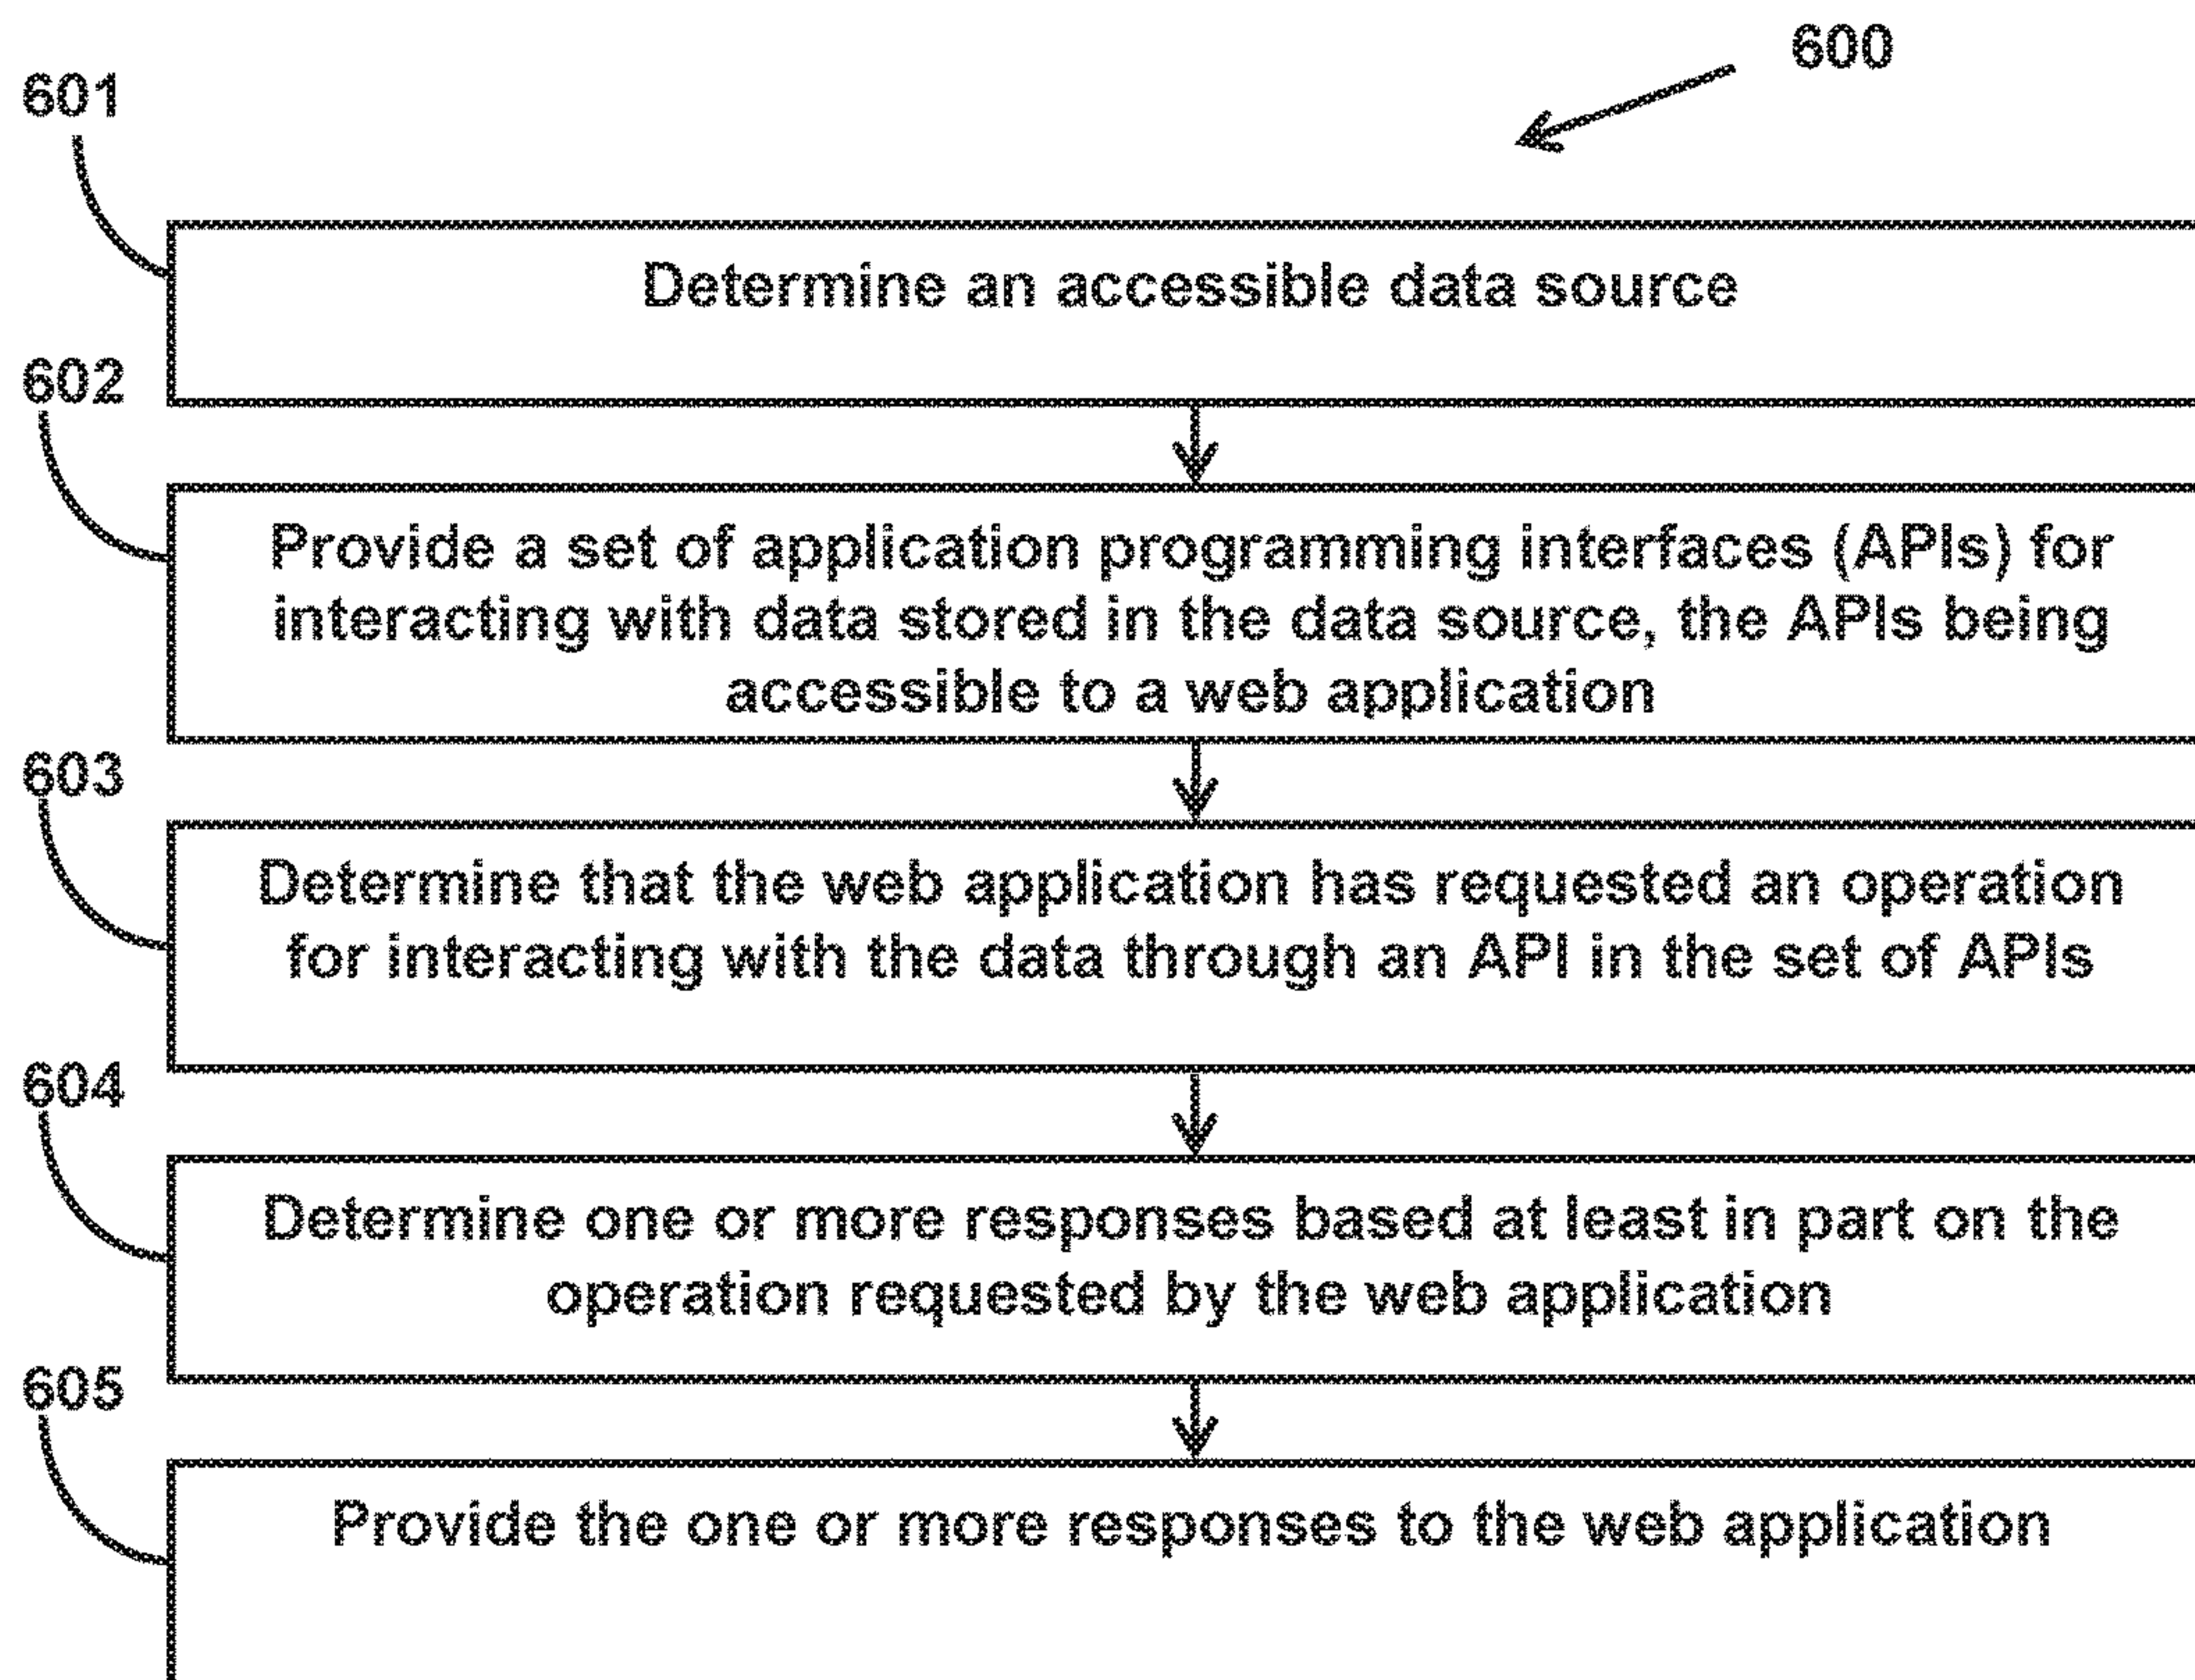 600
601
Determine an accessible data source
602
Provide a set of application programming interfaces (APIs) for
interacting with data stored in the data source, the APIs being
accessible to a web application
603
Determine that the web application has requested an operation
for interacting with the data through an API in the set of APIs
604
Determine one or more responses based at least in part on the
operation requested by the web application
605
Provide the one or more responses to the web application